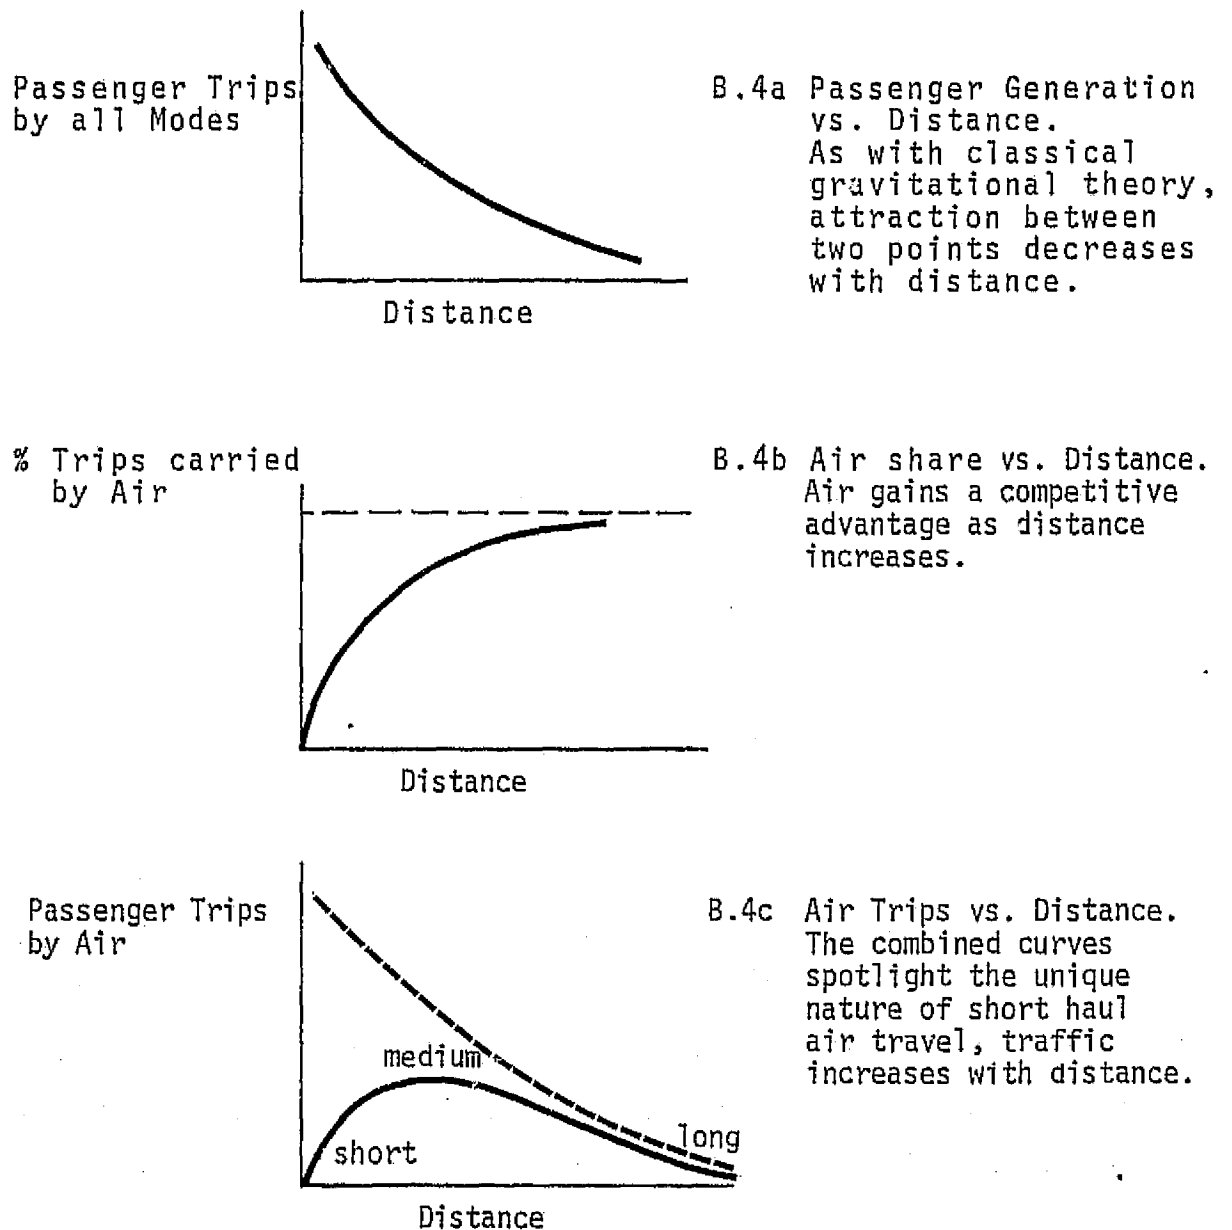 Passenger Trips
by all Modes
Distance
B.4a Passenger Generation
vs. Distance.
As with classical
gravitational theory,
attraction between
two points decreases
with distance.
% Trips carried
by Air
Distance
B.4b Air share vs. Distance.
Air gains a competitive
advantage as distance
increases.
Passenger Trips
by Air
medium
short
long
Distance
B.4c Air Trips vs. Distance.
The combined curves
spotlight the unique
nature of short haul
air travel, traffic
increases with distance.